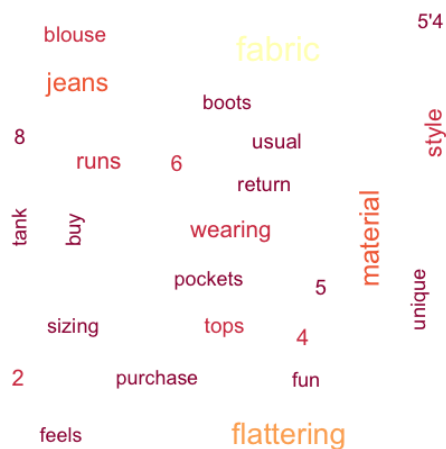 5'4
blouse
fabric
jeans
boots
style
8
usual
runs
6
return
tank
buy
wearing
material
pockets
5
unique
sizing
tops
4
2
purchase
fun
feels
flattering